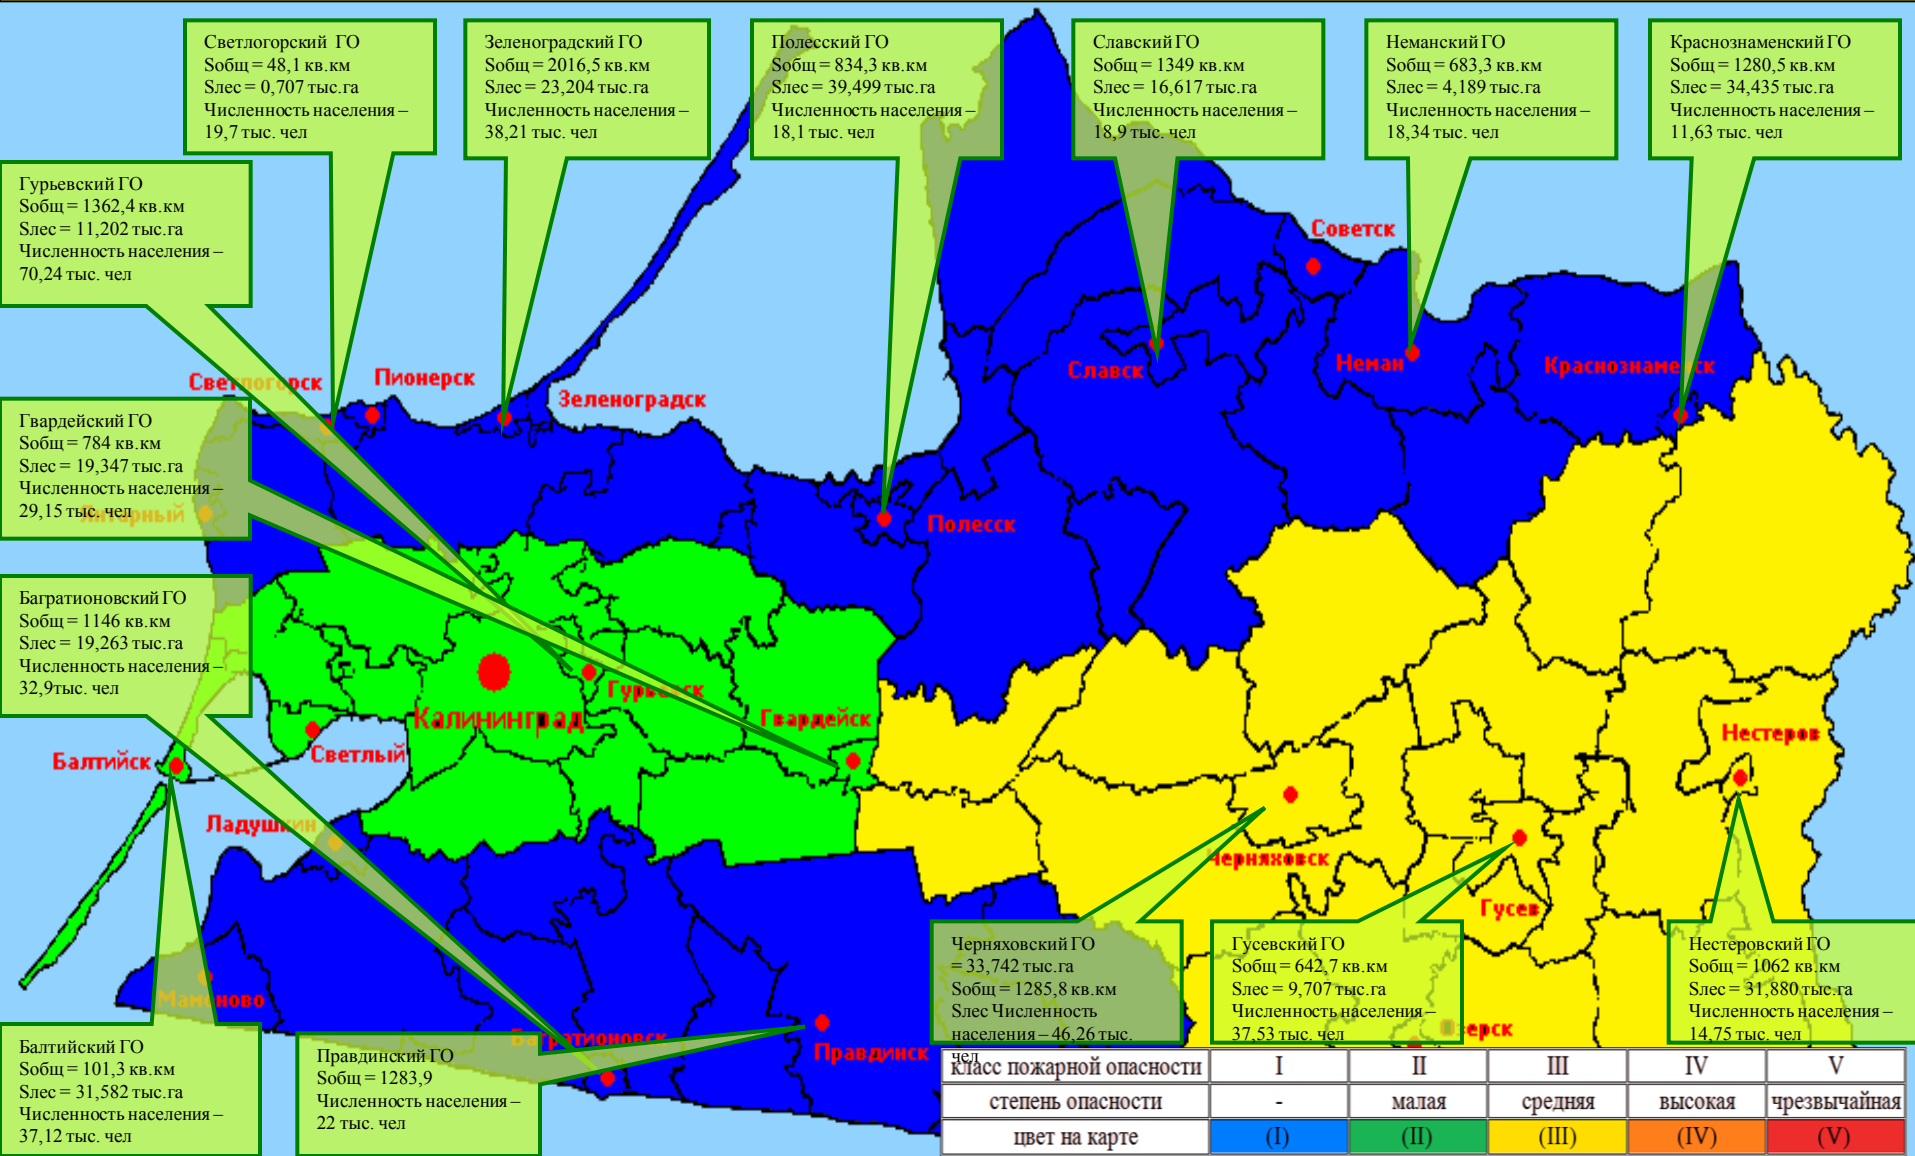 Светлогорский ГО
Sобщ = 48,1 кв.км
Sлес = 0,707 тыс.га
Численность населения –
19,7 тыс. чел
Зеленоградский ГО
Sобщ = 2016,5 кв.км
Sлес = 23,204 тыс.га
Численность населения –
38,21 тыс. чел
Полесский ГО
Sобщ = 834,3 кв.км
Sлес = 39,499 тыс.га
Численность населения –
18,1 тыс. чел
Славский ГО
Sобщ = 1349 кв.км
Sлес = 16,617 тыс.га
Численность населения –
18,9 тыс. чел
Неманский ГО
Sобщ = 683,3 кв.км
Sлес = 4,189 тыс.га
Численность населения –
18,34 тыс. чел
Краснознаменский ГО
Sобщ = 1280,5 кв.км
Sлес = 34,435 тыс.га
Численность населения –
11,63 тыс. чел
Гурьевский ГО
Sобщ = 1362,4 кв.км
Sлес = 11,202 тыс.га
Численность населения –
70,24 тыс. чел
Советск
Славск
Неман
Краснознаменск
Светлогорск
Пионерск
Зеленоградск
Гвардейский ГО
Sобщ = 784 кв.км
Sлес = 19,347 тыс.га
Численность населения –
29,15 тыс. чел
Янтарный
Полесск
Багратионовский ГО
Sобщ = 1146 кв.км
Sлес = 19,263 тыс.га
Численность населения –
32,9тыс. чел
Гурьевск
Калининград
Гвардейск
Нестеров
Балтийск
Светлый
Ладушкин
Черняховск
Гусев
Мамоново
Багратионовск
Правдинск
Озерск
Черняховский ГО
= 33,742 тыс.га
Sобщ = 1285,8 кв.км
Sлес Численность
населения – 46,26 тыс.
чел
Гусевский ГО
Sобщ = 642,7 кв.км
Sлес = 9,707 тыс.га
Численность населения –
37,53 тыс. чел
Нестеровский ГО
Sобщ = 1062 кв.км
Sлес = 31,880 тыс.га
Численность населения –
14,75 тыс. чел
Балтийский ГО
Sобщ = 101,3 кв.км
Sлес = 31,582 тыс.га
Численность населения –
37,12 тыс. чел
Правдинский ГО
Sобщ = 1283,9
Численность населения –
22 тыс. чел
класс пожарной опасности I II III IV V
степень опасности - малая средняя высокая чрезвычайная
цвет на карте (I) (II) (III) (IV) (V)